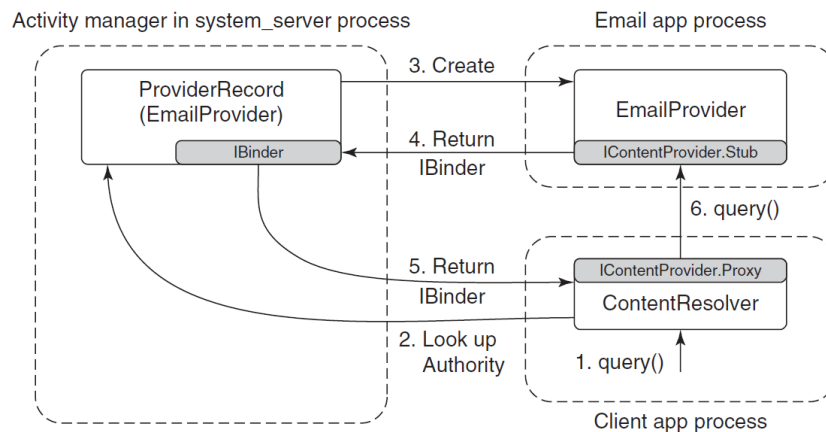 Activity manager in system_server process
Email app process
ProviderRecord
(EmailProvider)
IBinder
3. Create
EmailProvider
IContentProvider.Stub
4. Return
IBinder
6. query()
5. Return
IBinder
IContentProvider.Proxy
ContentResolver
2. Look up
Authority
1. query()
Client app process